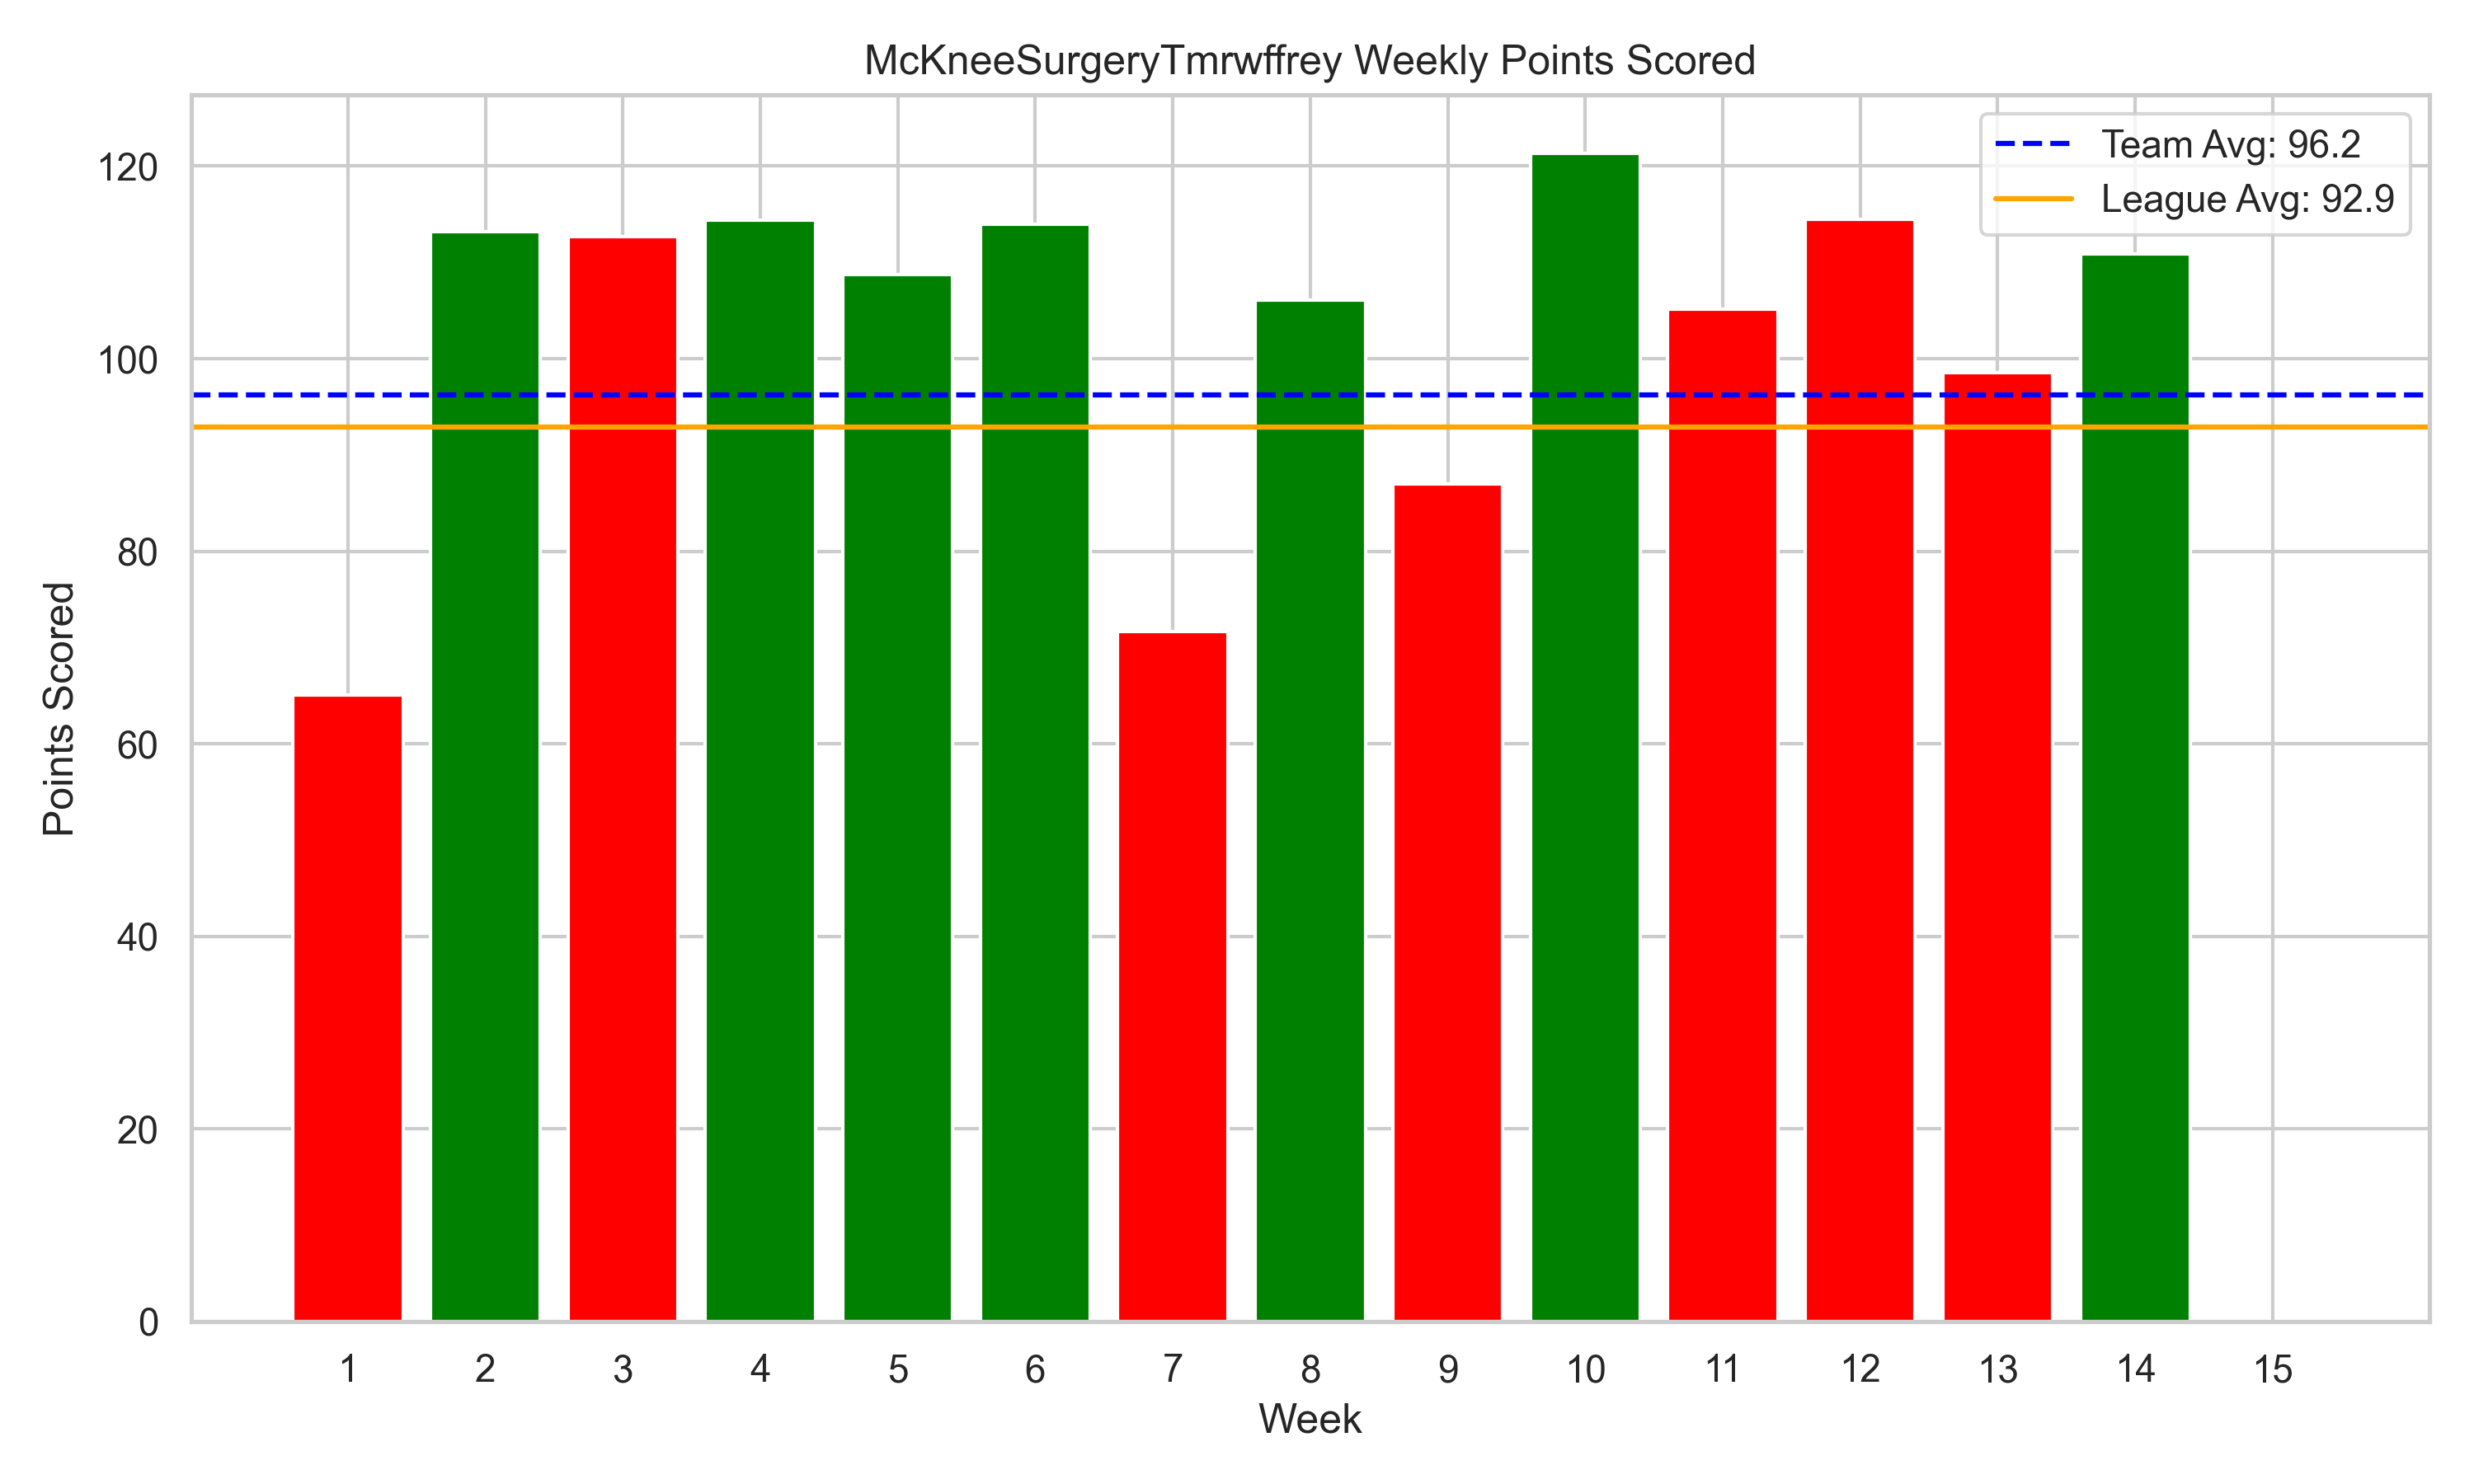 McKneeSurgeryTmrwffrey Weekly Points Scored
Team Avg: 96.2
League Avg: 92.9
Points Scored
120
100
80
60
40
20
0
1 2 3 4 5 6 7 8 9 10 11 12 13 14 15
Week